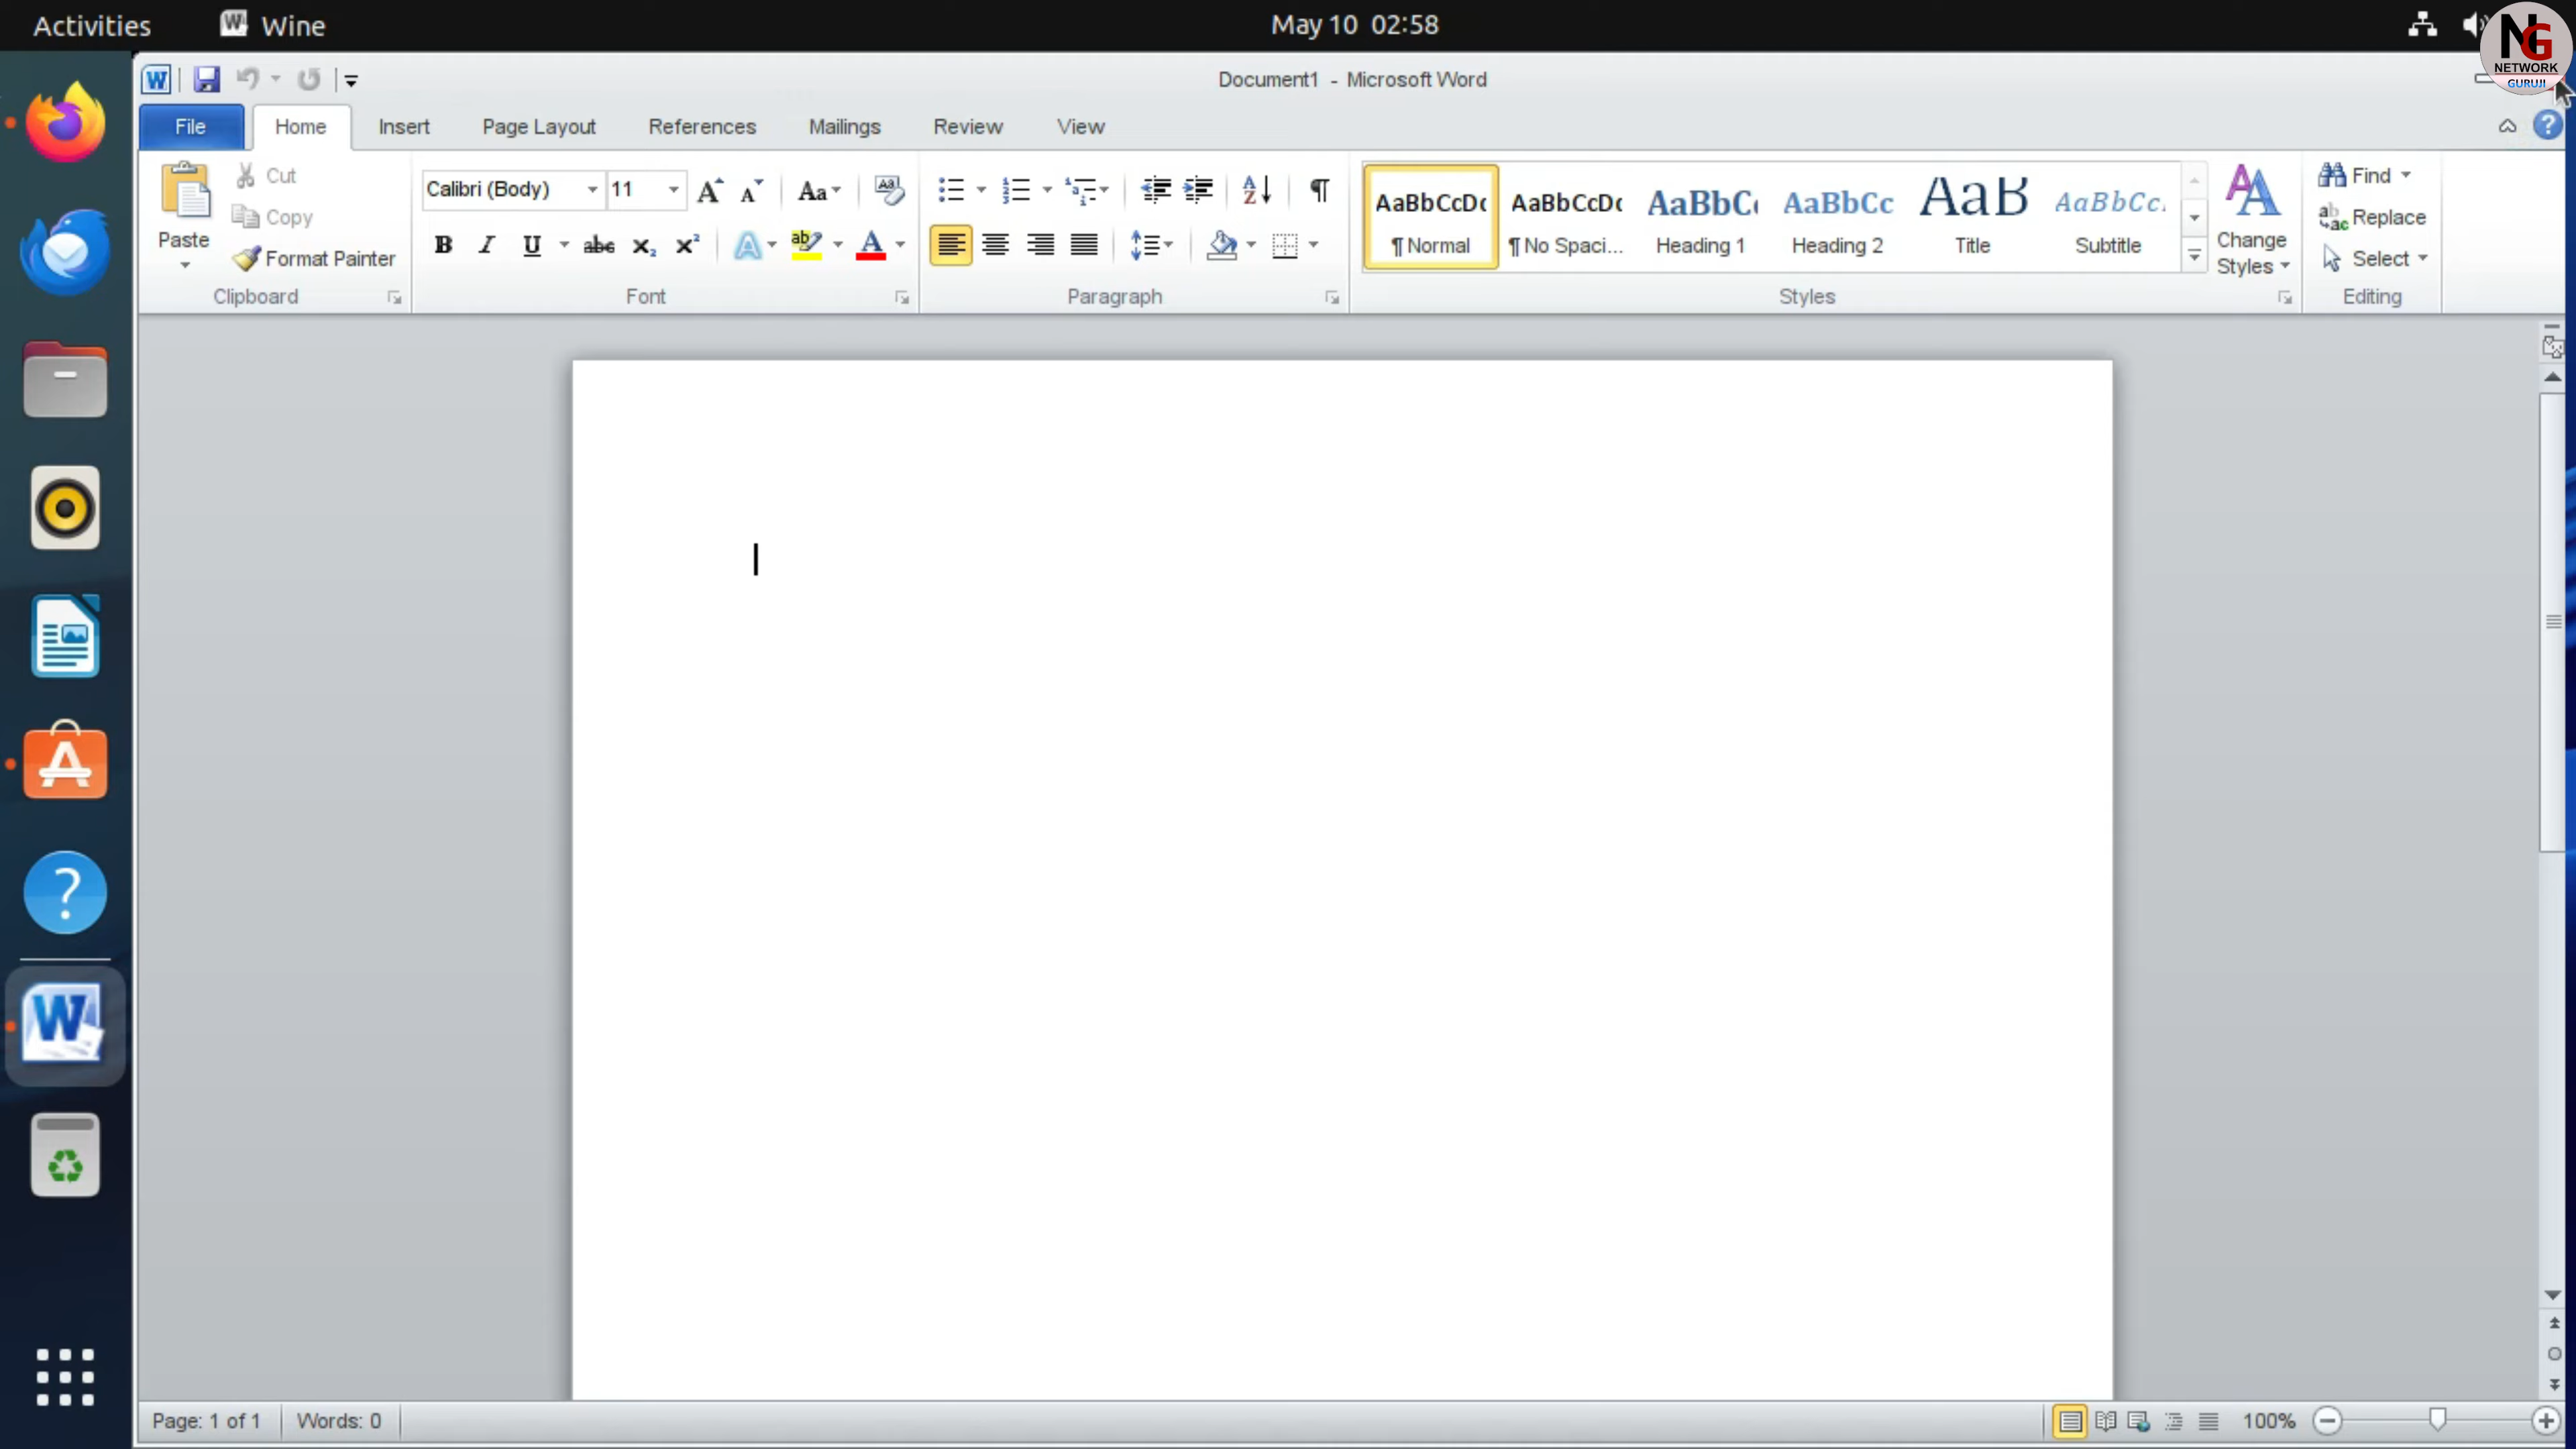 Activities Wine May 10 02:58
NG
NETWORK
GURUJI
Document1 - Microsoft Word
File Home Insert Page Layout References Mailings Review View
Paste
Cut
Copy
Format Painter
Clipboard
Calibri (Body) 11
Font
Paragraph
AaBbCcDc AaBbCcDc AaBbCc AaBbCc AaB AaBbCc.
¶ Normal ¶ No Spaci... Heading 1 Heading 2 Title Subtitle
Change
Styles
Styles
Find
Replace
Select
Editing
Page: 1 of 1 Words: 0 100%